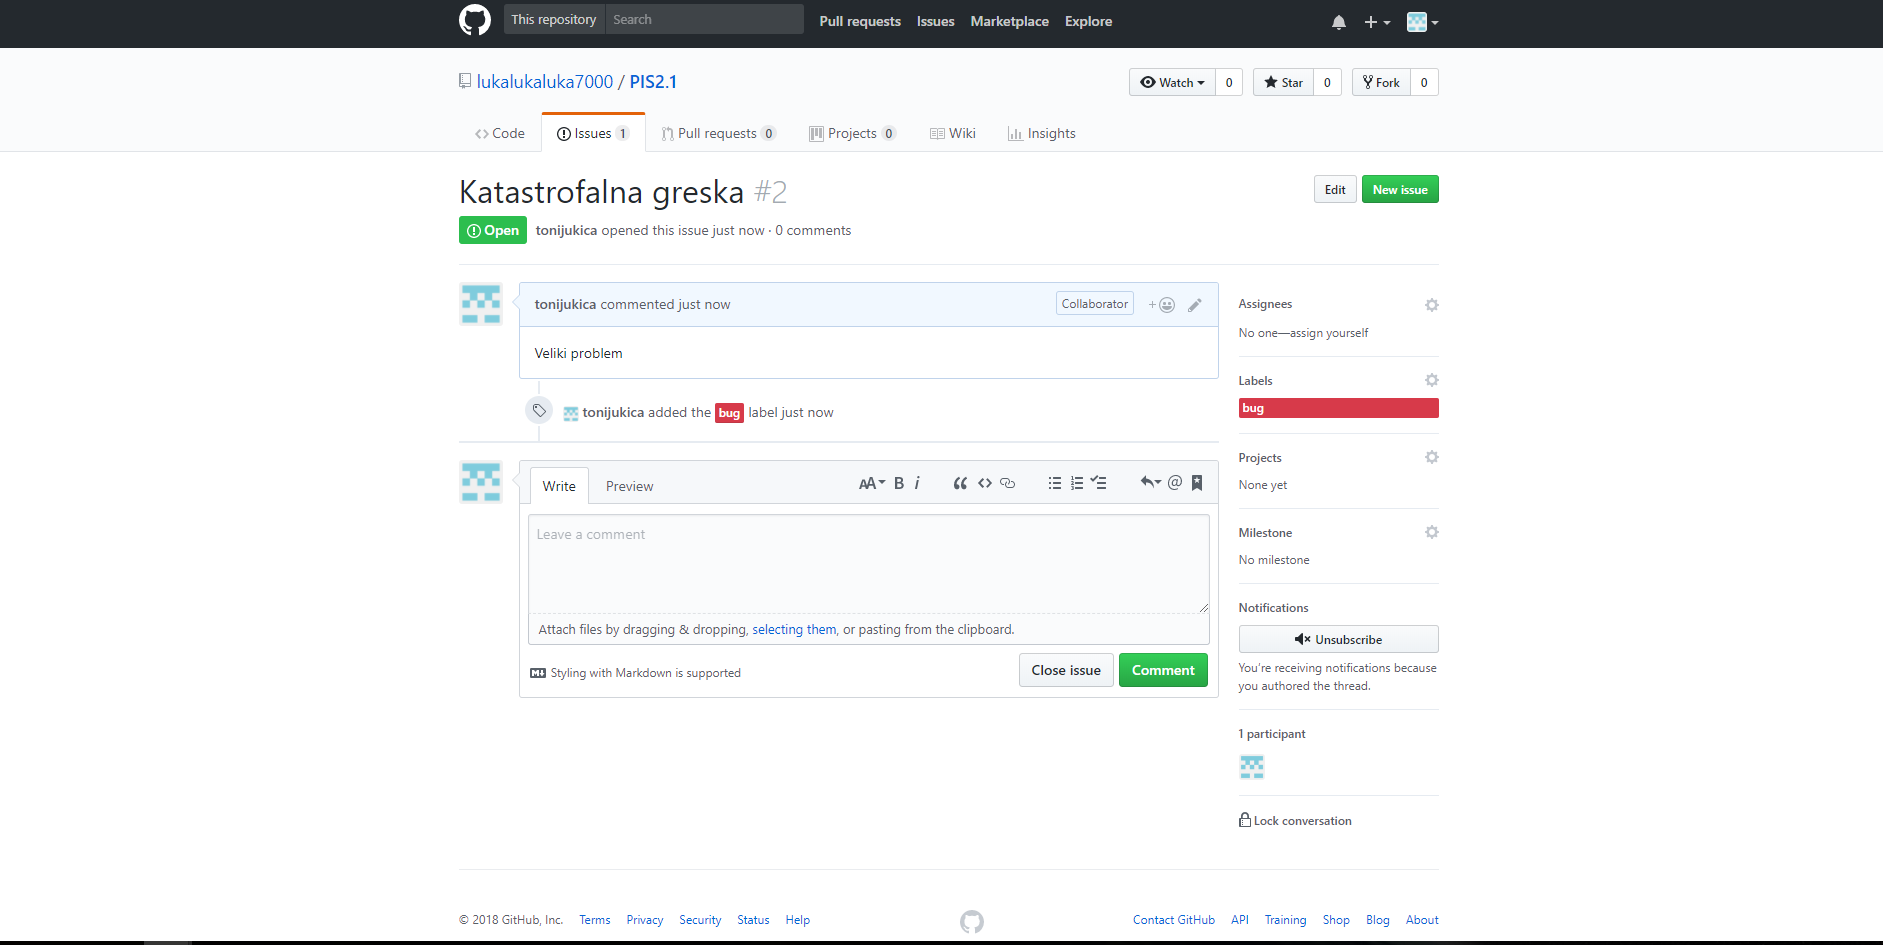 This repository Search Pull requests Issues Marketplace Explore
lukalukaluka7000 / PIS2.1 Watch 0 Star 0 Fork 0
Code Issues 1 Pull requests 0 Projects 0 Wiki Insights
Katastrofalna greska #2 Edit New issue
Open tonijukica opened this issue just now · 0 comments
tonijukica commented just now Collaborator
Veliki problem
tonijukica added the bug label just now
Write Preview AA B i
Leave a comment
Attach files by dragging & dropping, selecting them, or pasting from the clipboard.
Styling with Markdown is supported Close issue Comment
Assignees
No one—assign yourself
Labels
bug
Projects
None yet
Milestone
No milestone
Notifications
Unsubscribe
You're receiving notifications because
you authored the thread.
1 participant
Lock conversation
© 2018 GitHub, Inc. Terms Privacy Security Status Help Contact GitHub API Training Shop Blog About